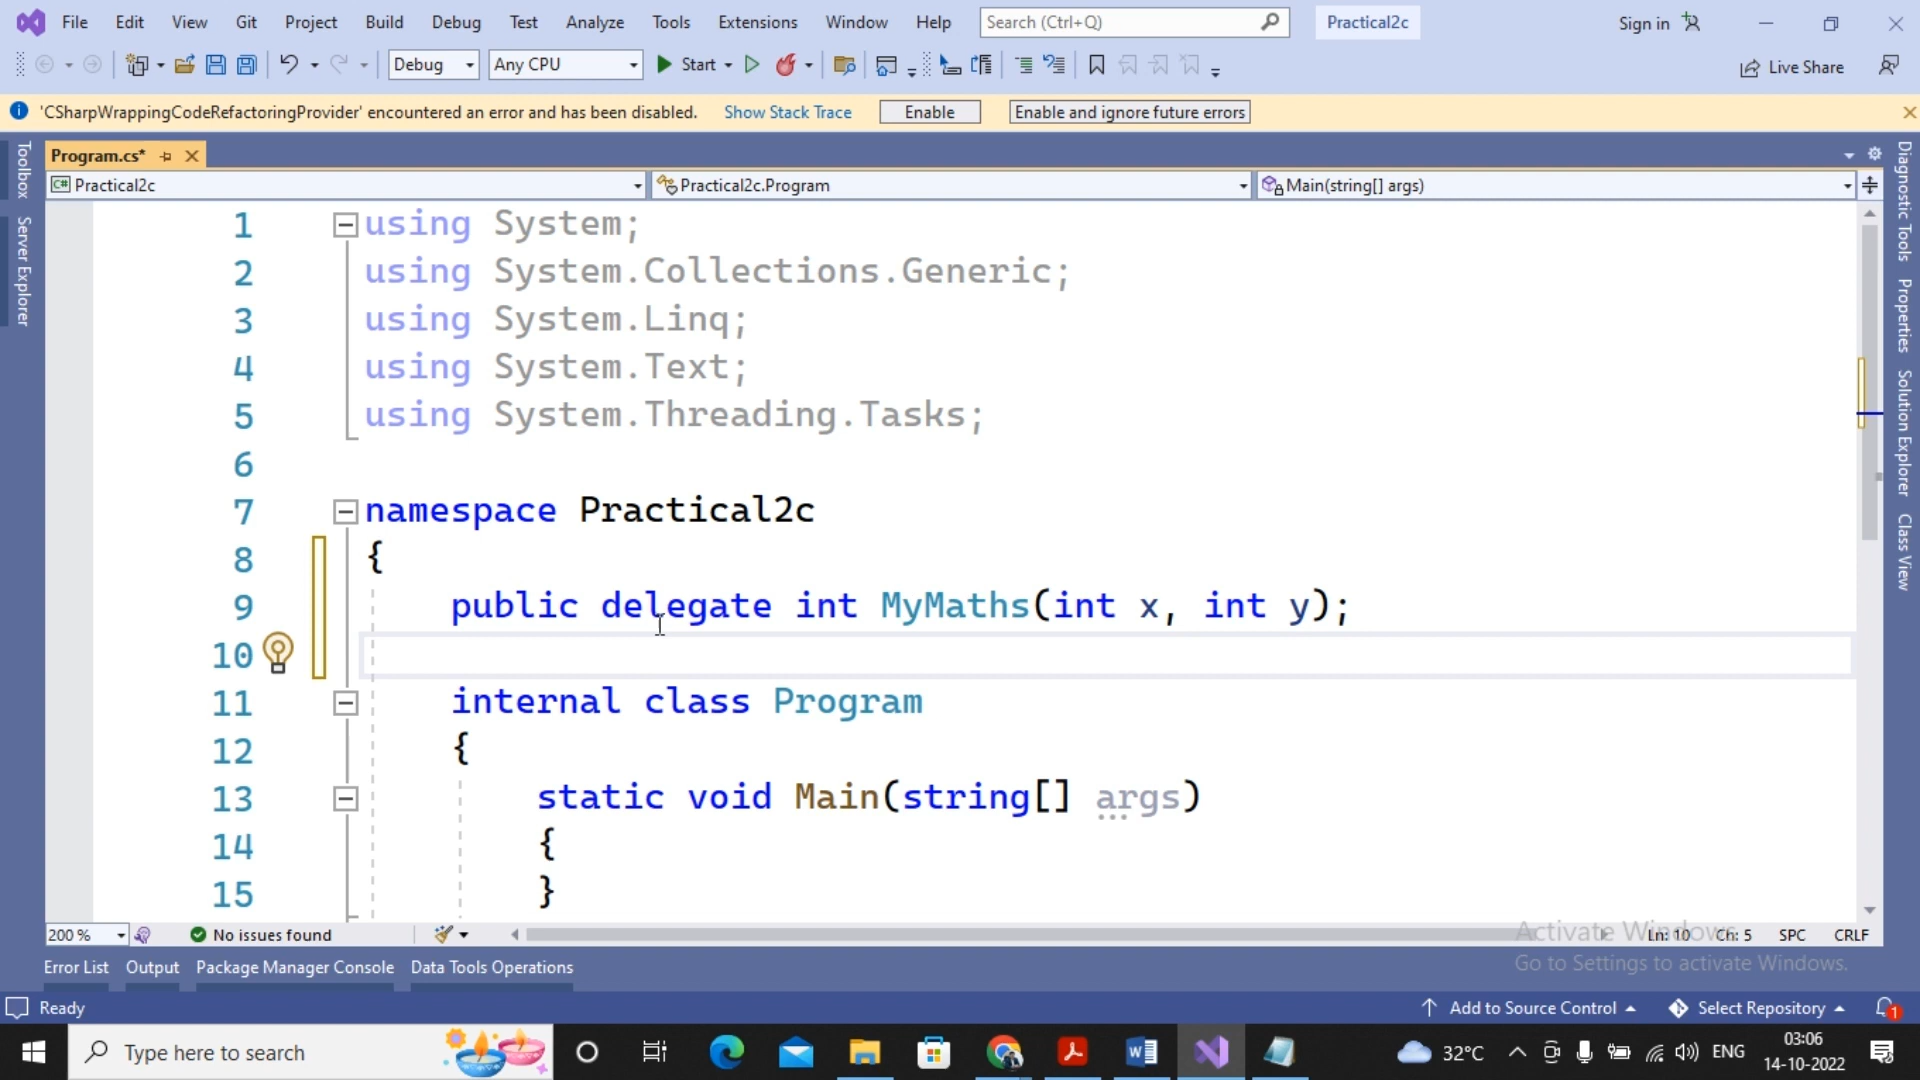 File Edit View Git Project Build Debug Test Analyze Tools Extensions Window Help Search (Ctrl+Q) Practical2c Sign in
Debug Any CPU Start Live Share
'CSharpWrappingCodeRefactoringProvider' encountered an error and has been disabled. Show Stack Trace Enable Enable and ignore future errors
Program.cs*
C# Practical2c Practical2c.Program Main(string[] args)
Toolbox
Server Explorer
1 using System;
2 using System.Collections.Generic;
3 using System.Linq;
4 using System.Text;
5 using System.Threading.Tasks;
6
7 namespace Practical2c
8 {
9 public delegate int MyMaths(int x, int y);
10
11 internal class Program
12 {
13 static void Main(string[] args)
14 {
15 }
Diagnostic Tools
Properties
Solution Explorer
Class View
200 % No issues found Ln: 10 Ch: 5 SPC CRLF
Activate Windows
Go to Settings to activate Windows.
Error List Output Package Manager Console Data Tools Operations
Ready Add to Source Control Select Repository 1
Type here to search 32°C ENG 03:06
14-10-2022